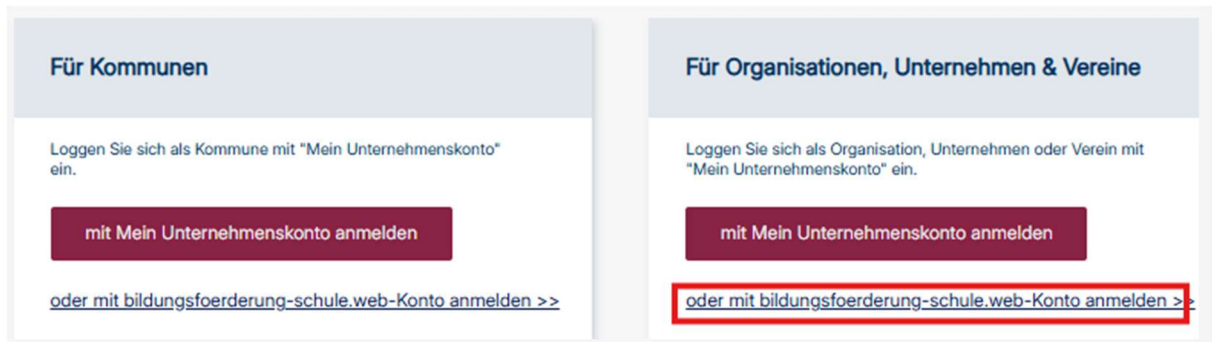 Für Kommunen
Loggen Sie sich als Kommune mit "Mein Unternehmenskonto"
ein.
mit Mein Unternehmenskonto anmelden
oder mit bildungsfoerderung-schule.web-Konto anmelden >>
Für Organisationen, Unternehmen & Vereine
Loggen Sie sich als Organisation, Unternehmen oder Verein mit
"Mein Unternehmenskonto" ein.
mit Mein Unternehmenskonto anmelden
oder mit bildungsfoerderung-schule.web-Konto anmelden >>